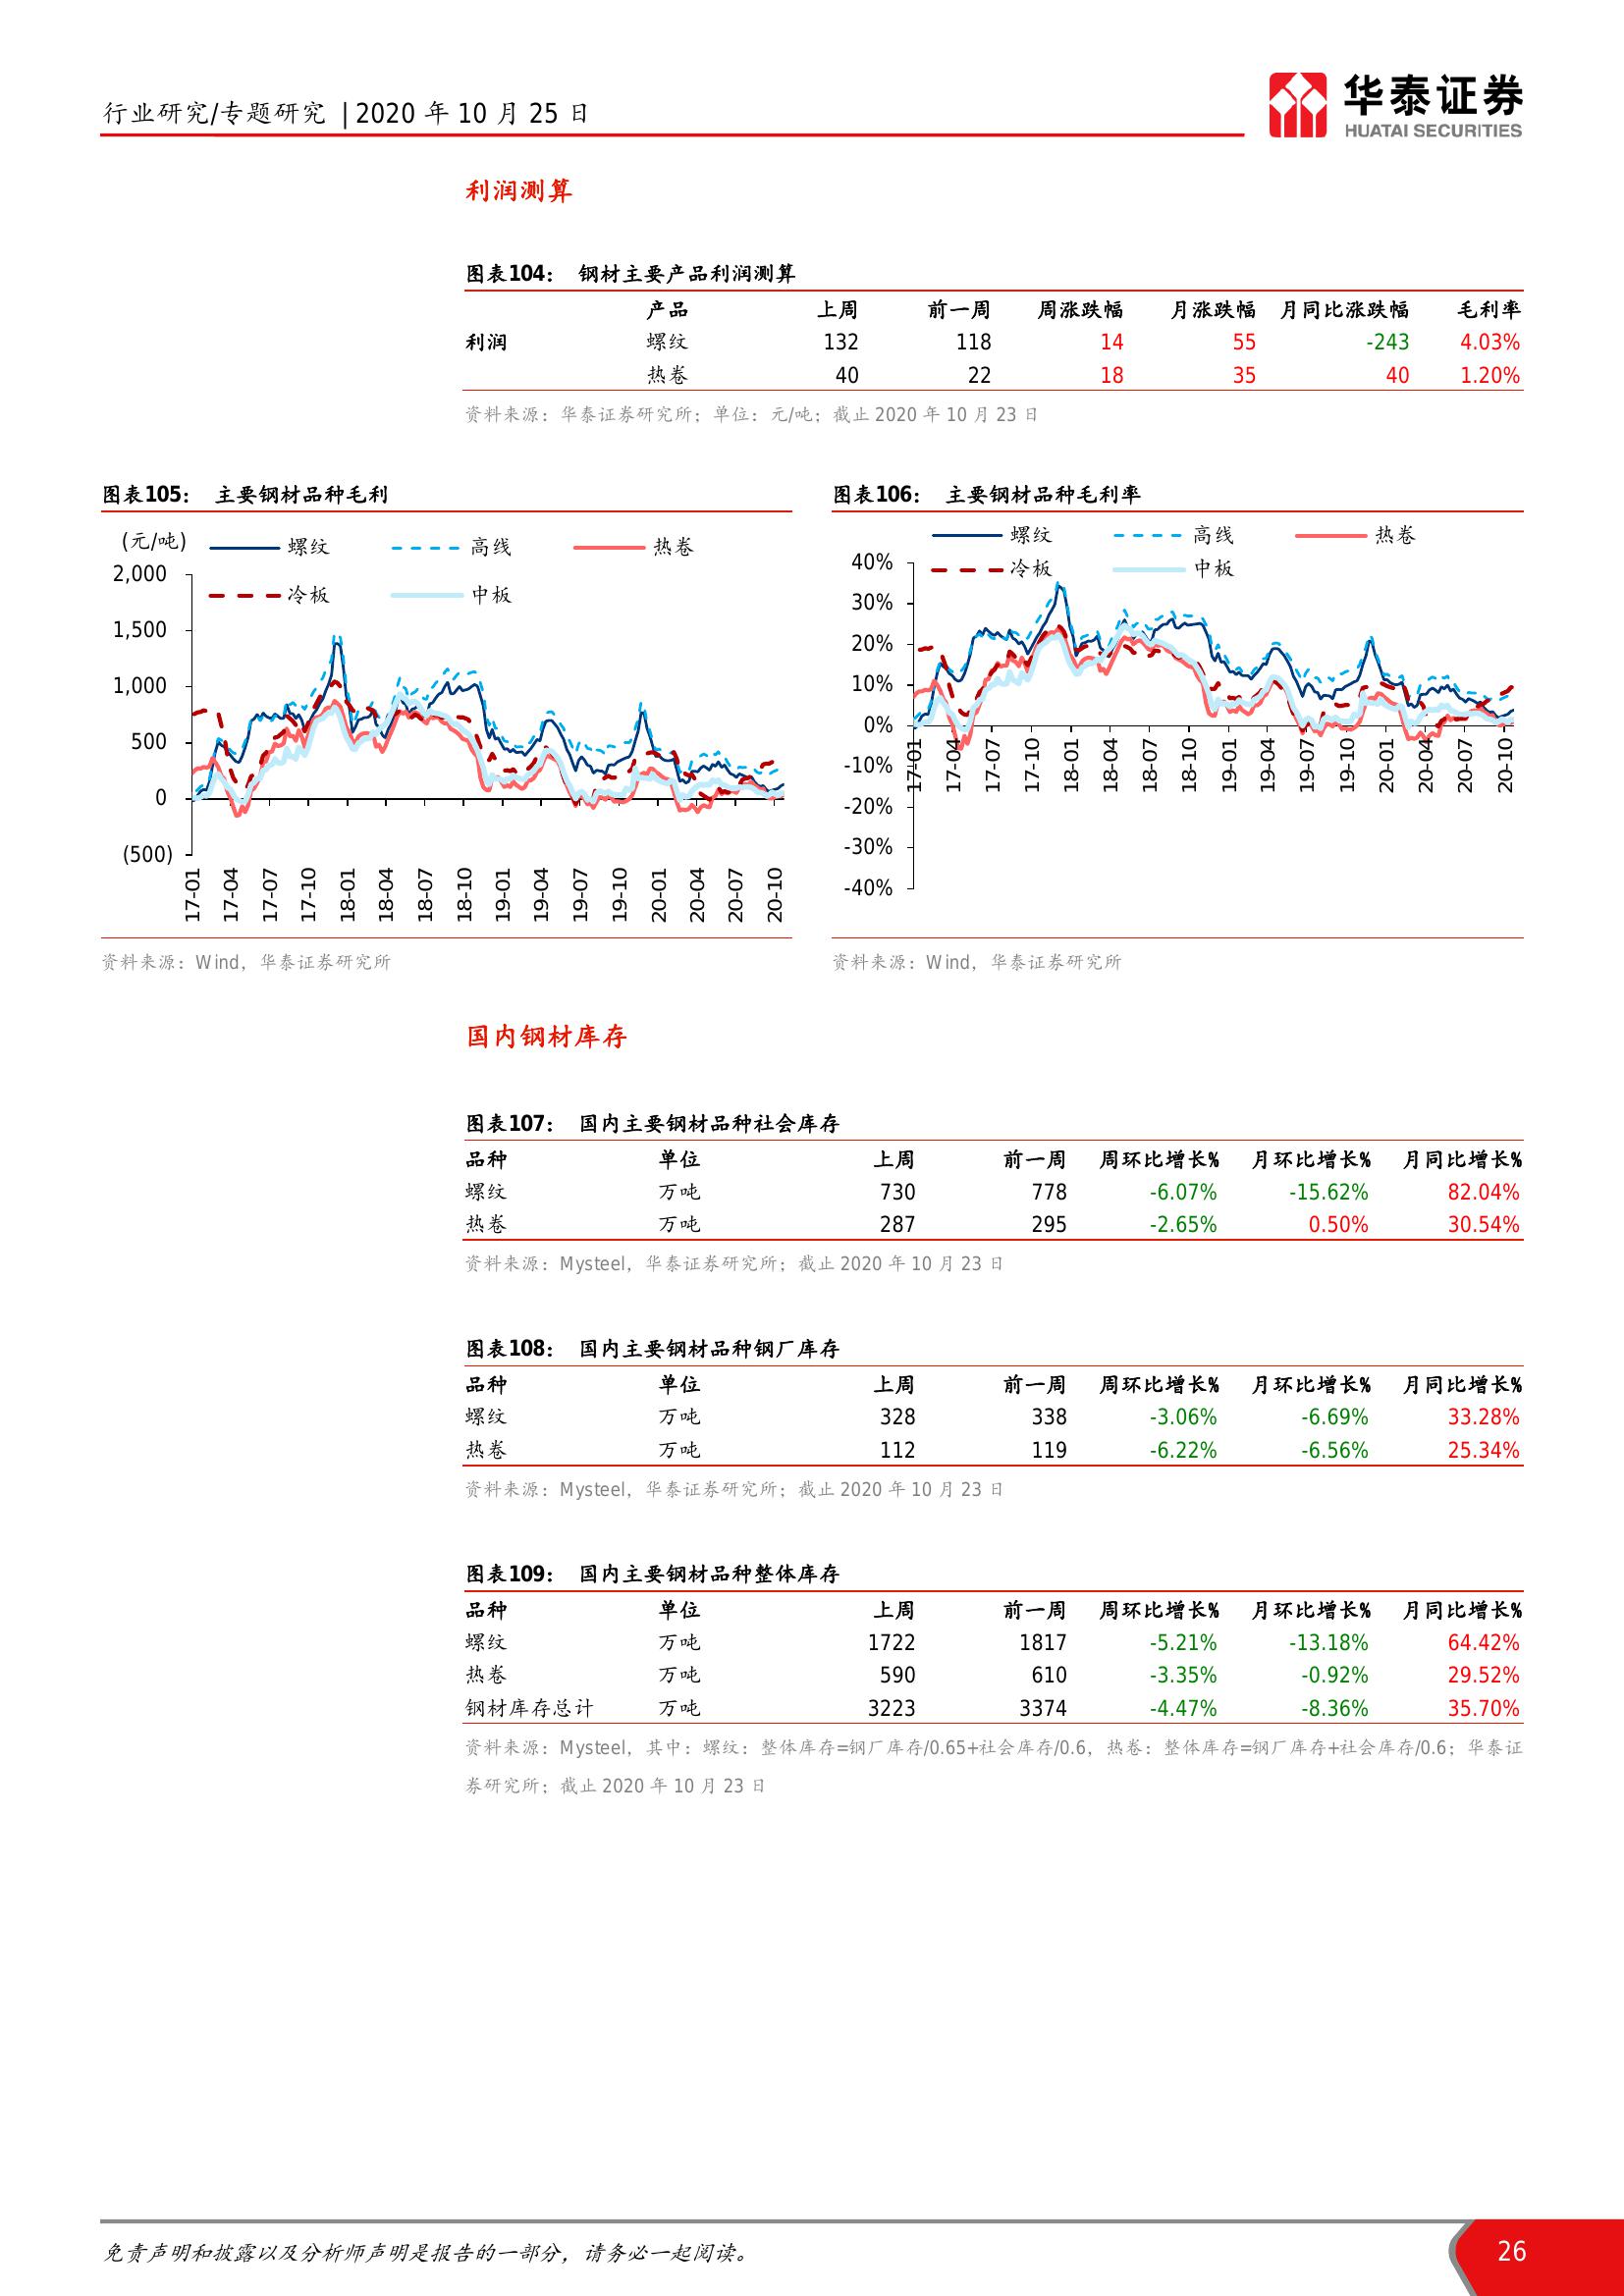 行业研究/专题研究 | 2020 年 10 月 25 日
华泰证券
HUATAI SECURITIES
利润测算
图表104： 钢材主要产品利润测算
产品 上周 前一周 周涨跌幅 月涨跌幅 月同比涨跌幅 毛利率
利润 螺纹 132 118 14 55 -243 4.03%
热卷 40 22 18 35 40 1.20%
资料来源：华泰证券研究所；单位：元/吨；截止 2020 年 10 月 23 日
图表105： 主要钢材品种毛利
(元/吨)
螺纹 高线 热卷
冷板 中板
2,000
1,500
1,000
500
0
(500)
17-01 17-04 17-07 17-10 18-01 18-04 18-07 18-10 19-01 19-04 19-07 19-10 20-01 20-04 20-07 20-10
资料来源：Wind，华泰证券研究所
图表106： 主要钢材品种毛利率
螺纹 高线 热卷
冷板 中板
40%
30%
20%
10%
0%
-10%
-20%
-30%
-40%
17-01 17-04 17-07 17-10 18-01 18-04 18-07 18-10 19-01 19-04 19-07 19-10 20-01 20-04 20-07 20-10
资料来源：Wind，华泰证券研究所
国内钢材库存
图表107： 国内主要钢材品种社会库存
品种 单位 上周 前一周 周环比增长% 月环比增长% 月同比增长%
螺纹 万吨 730 778 -6.07% -15.62% 82.04%
热卷 万吨 287 295 -2.65% 0.50% 30.54%
资料来源：Mysteel，华泰证券研究所；截止 2020 年 10 月 23 日
图表108： 国内主要钢材品种钢厂库存
品种 单位 上周 前一周 周环比增长% 月环比增长% 月同比增长%
螺纹 万吨 328 338 -3.06% -6.69% 33.28%
热卷 万吨 112 119 -6.22% -6.56% 25.34%
资料来源：Mysteel，华泰证券研究所；截止 2020 年 10 月 23 日
图表109： 国内主要钢材品种整体库存
品种 单位 上周 前一周 周环比增长% 月环比增长% 月同比增长%
螺纹 万吨 1722 1817 -5.21% -13.18% 64.42%
热卷 万吨 590 610 -3.35% -0.92% 29.52%
钢材库存总计 万吨 3223 3374 -4.47% -8.36% 35.70%
资料来源：Mysteel，其中：螺纹：整体库存=钢厂库存/0.65+社会库存/0.6，热卷：整体库存=钢厂库存+社会库存/0.6；华泰证
券研究所；截止 2020 年 10 月 23 日
免责声明和披露以及分析师声明是报告的一部分，请务必一起阅读。
26